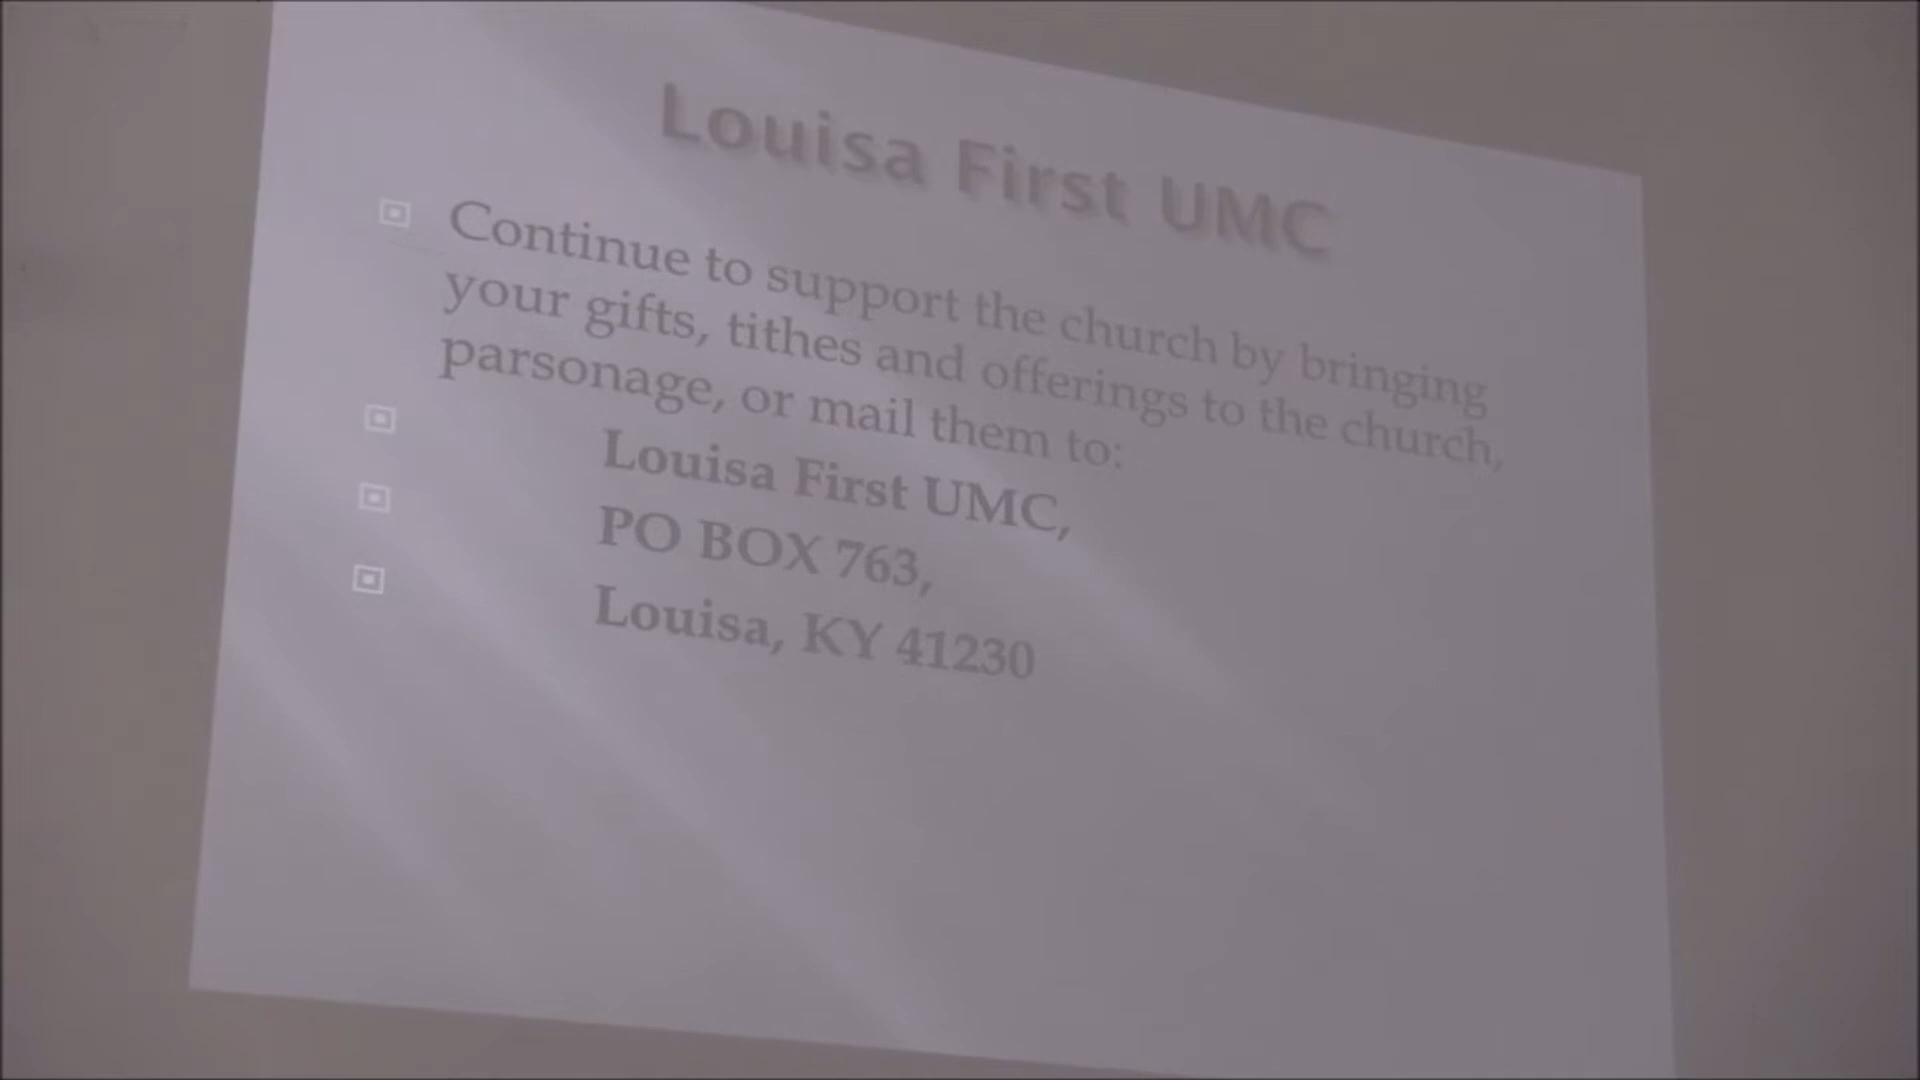 Louisa First UMC
Continue to support the church by bringing
your gifts, tithes and offerings to the church,
parsonage, or mail them to:
Louisa First UMC,
PO BOX 763,
Louisa, KY 41230